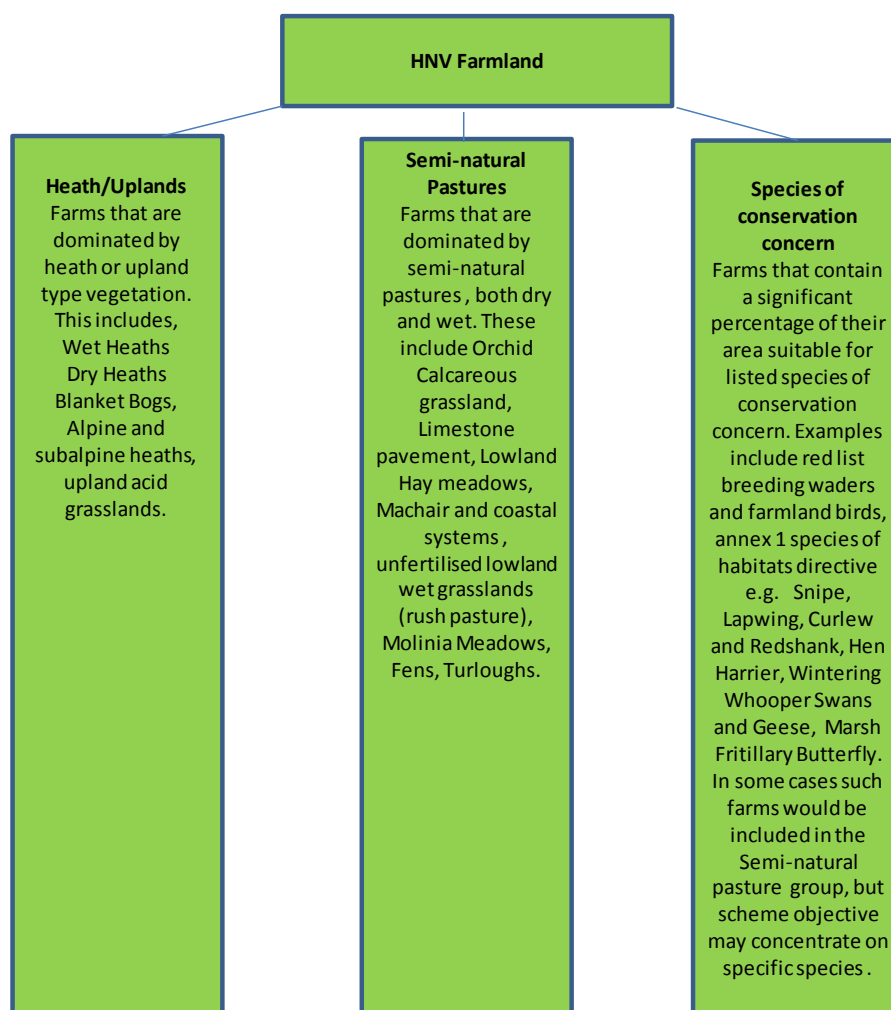 HNV Farmland
Heath/Uplands
Farms that are
dominated by
heath or upland
type vegetation.
This includes,
Wet Heaths
Dry Heaths
Blanket Bogs,
Alpine and
subalpine heaths,
upland acid
grasslands.
Semi-natural
Pastures
Farms that are
dominated by
semi-natural
pastures , both dry
and wet. These
include Orchid
Calcareous
grassland,
Limestone
pavement, Lowland
Hay meadows,
Machair and coastal
systems ,
unfertilised lowland
wet grasslands
(rush pasture),
Molinia Meadows,
Fens, Turloughs.
Species of
conservation
concern
Farms that contain
a significant
percentage of their
area suitable for
listed species of
conservation
concern. Examples
include red list
breeding waders
and farmland birds,
annex 1 species of
habitats directive
e.g. Snipe,
Lapwing, Curlew
and Redshank, Hen
Harrier, Wintering
Whooper Swans
and Geese, Marsh
Fritillary Butterfly.
In some cases such
farms would be
included in the
Semi-natural
pasture group, but
scheme objective
may concentrate on
specific species .